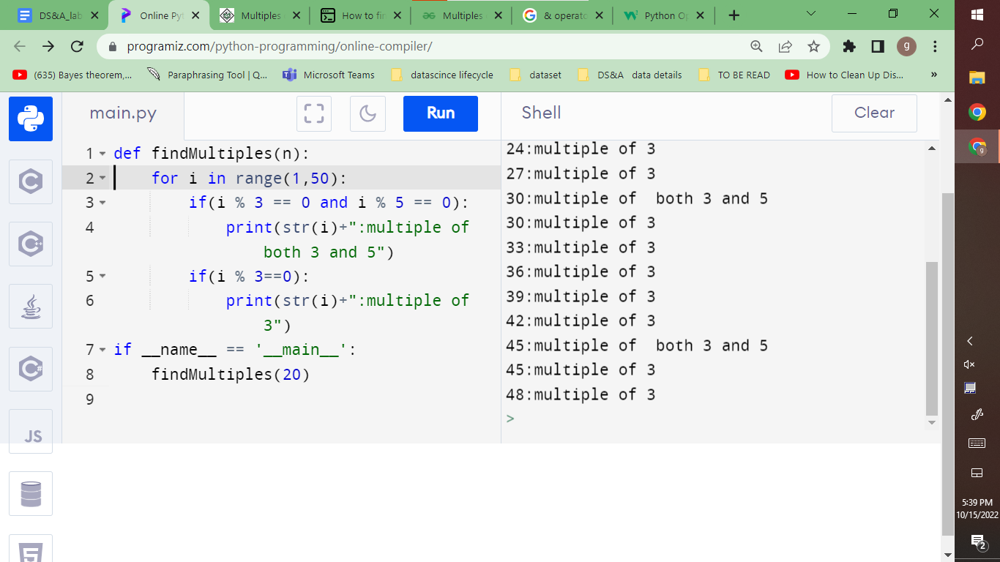 DS&A_lab
Online Py
Multiples
How to fin
Multiples
& operato
Python Op
programiz.com/python-programming/online-compiler/
g
(635) Bayes theorem,...
Paraphrasing Tool | Q...
Microsoft Teams
datascince lifecycle
dataset
DS&A   data details
TO BE READ
How to Clean Up Dis...
»
main.py
Run
1 def findMultiples(n):
2     for i in range(1,50):
3         if(i % 3 == 0 and i % 5 == 0):
4             print(str(i)+":multiple of
both 3 and 5")
5         if(i % 3==0):
6             print(str(i)+":multiple of
3")
7 if __name__ == '__main__':
8     findMultiples(20)
9
Shell
Clear
24:multiple of 3
27:multiple of 3
30:multiple of  both 3 and 5
30:multiple of 3
33:multiple of 3
36:multiple of 3
39:multiple of 3
42:multiple of 3
45:multiple of  both 3 and 5
45:multiple of 3
48:multiple of 3
>
C
C++
C#
JS
g
5:39 PM
10/15/2022
2